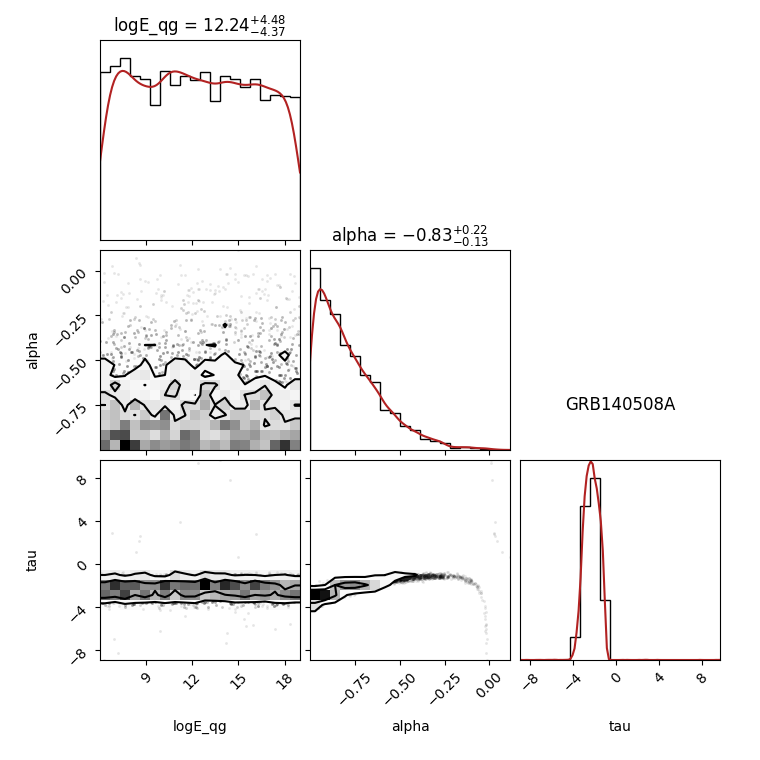 logE_qg = 12.24^{+4.48}_{−4.37}
alpha = −0.83^{+0.22}_{−0.13}
0.00
−0.25
−0.50
−0.75
alpha
GRB140508A
8
4
0
−4
−8
tau
9 12 15 18
−0.75 −0.50 −0.25 0.00
−8 −4 0 4 8
logE_qg alpha tau